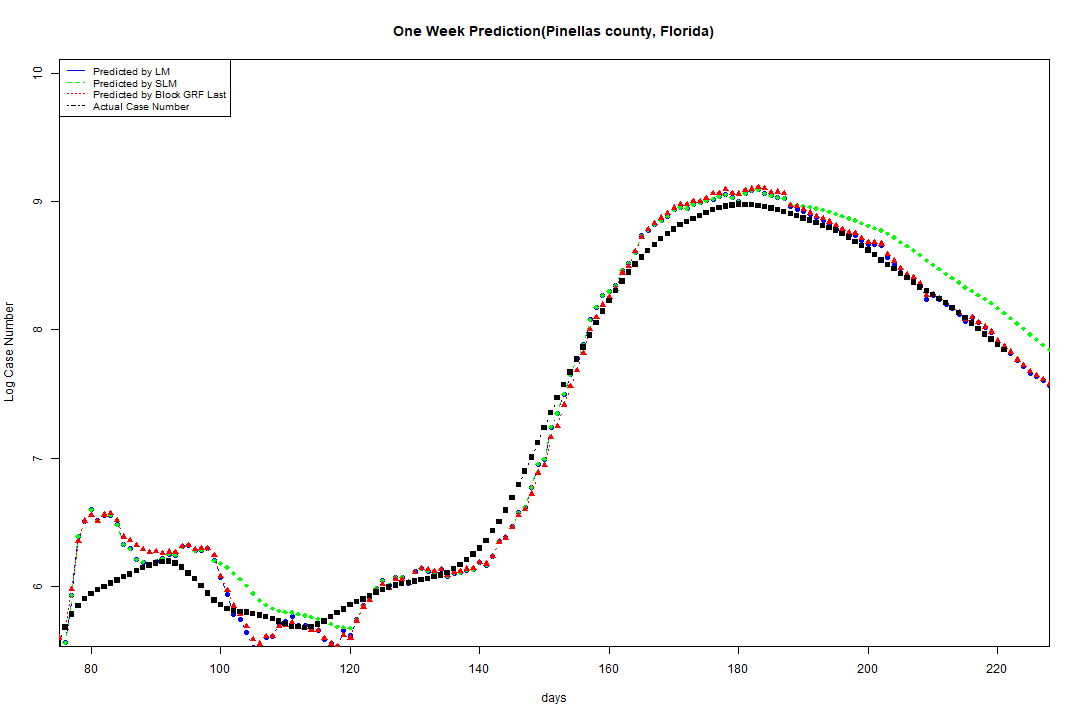 One Week Prediction(Pinellas county, Florida)
Predicted by LM
Predicted by SLM
Predicted by Block GRF Last
Actual Case Number
Log Case Number
10
9
8
7
6
80 100 120 140 160 180 200 220
days